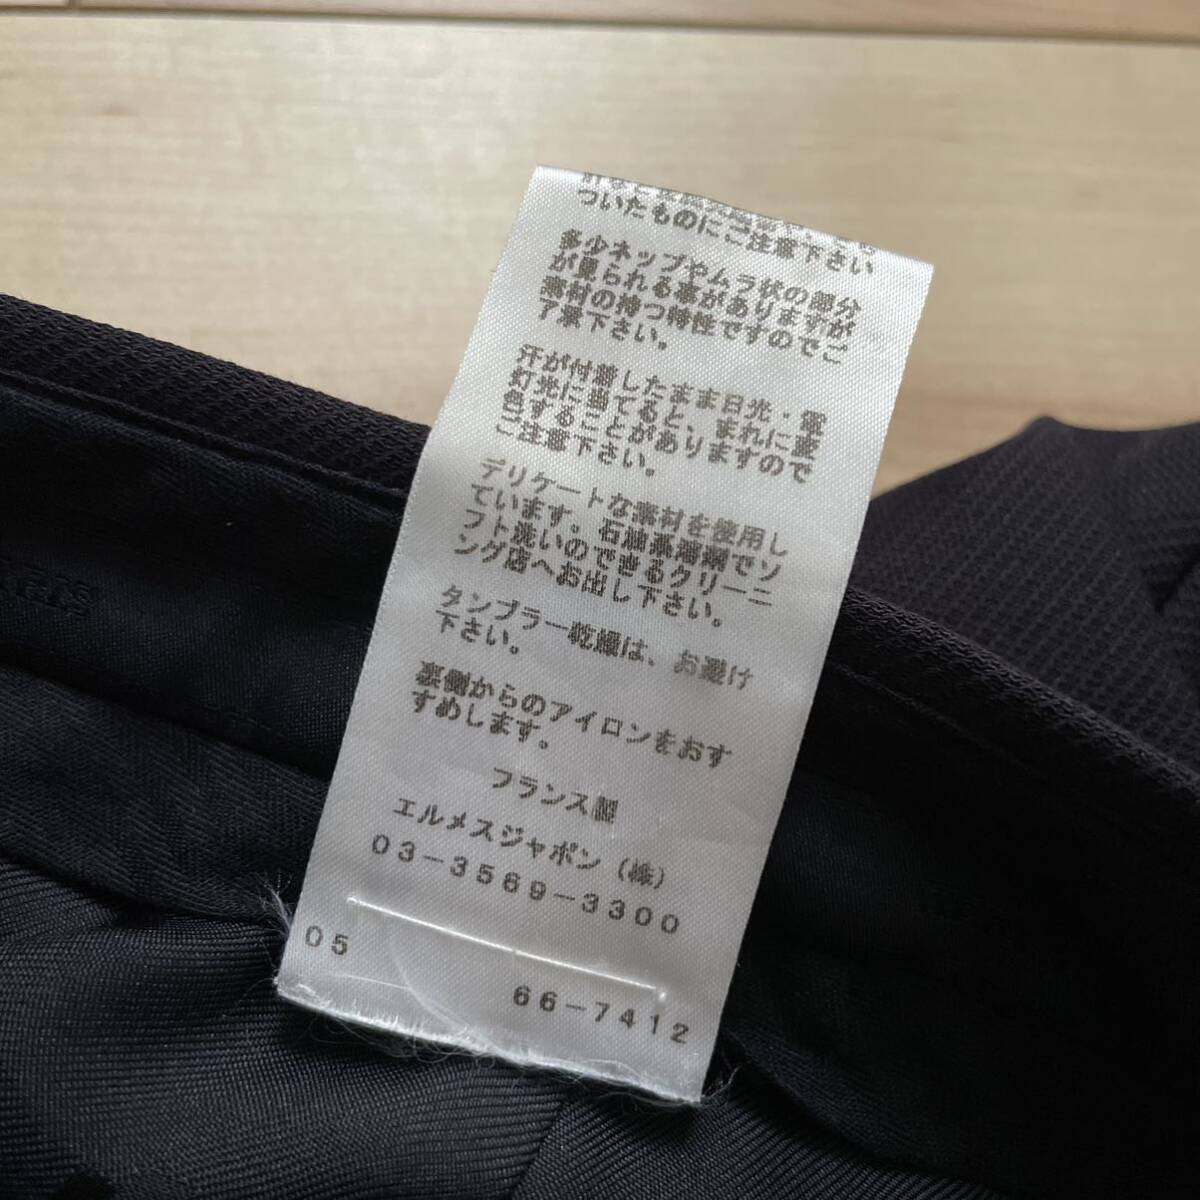 ついたものにご注意下さい
多少ネップやムラ状の部分
が見られる事がありますが
素材の持つ特性ですのでご
了承下さい。
汗が付着したまま日光・電
灯光に当てると、まれに変
色することがありますので
ご注意下さい。
デリケートな素材を使用し
ています。石油系溶剤でソ
フト洗いのできるクリーニ
ング店へお出し下さい。
タンブラー乾燥は、お避け
下さい。
裏側からのアイロンをおす
すめします。
フランス製
エルメスジャポン(株)
03-3569-3300
05
66-7412